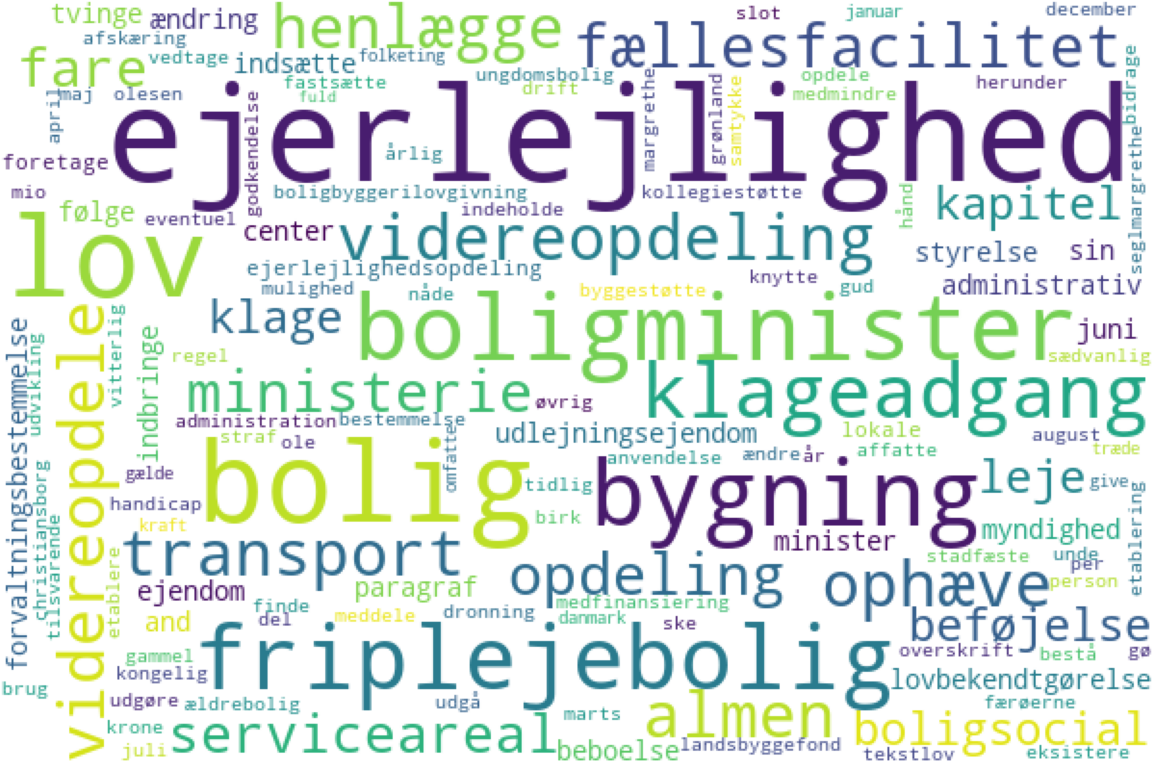 tvinge ændring henlægge slot januar december
afskæring vedtage folketing fællesfacilitet
fare indsætte ungdomsbolig opdele herunder
maj olesen fastsætte fuld drift medmindre
april ejerlejlighed bidrage
godkendelse margrethe grønland samtykke
foretage årlig
mio boligbyggerilovgivning kollegiestøtte kapitel
følge eventuel indeholde hånd seglmargrethe
lov center videreopdeling styrelse sin
ejerlejlighedsopdeling knytte administrativ
mulighed nåde byggestøtte gud
klage boligminister juni
forvaltningsbestemmelse videreopdele vitterlig indbringe udvikling
regel sædvanlig
ministerie øvrig klageadgang
administration bestemmelse
straf ole udlejningsejendom lokale august
bolig omfatte anvendelse ændre år affatte træde
gælde tidlig bygning leje give
handicap birk myndighed etablering
kraft minister
christiansborg tilsvarende etablere
transport opdeling stadfæste unde per
ejendom paragraf ophæve person
finde medfinansiering
and del meddele dronning danmark ske beføjelse
gammel friplejebolig overskrift bestå gø
kongelig lovbekendtgørelse
brug udgøre ældrebolig udgå almen færøerne
krone serviceareal marts boligsocial
juli beboelse landsbyggefond tekstlov eksistere